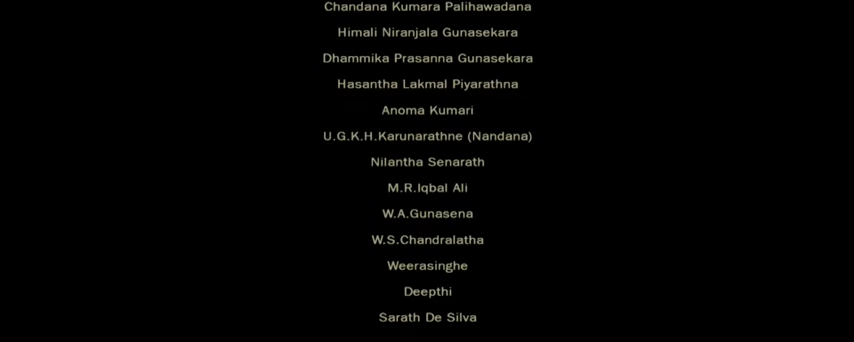 Chandana Kumara Palihawadana
Himali Niranjala Gunasekara
Dhammika Prasanna Gunasekara
Hasantha Lakmal Piyarathna
Anoma Kumari
U.G.K.H.Karunarathne (Nandana)
Nilantha Senarath
M.R.Iqbal Ali
W.A.Gunasena
W.S.Chandralatha
Weerasinghe
Deepthi
Sarath De Silva